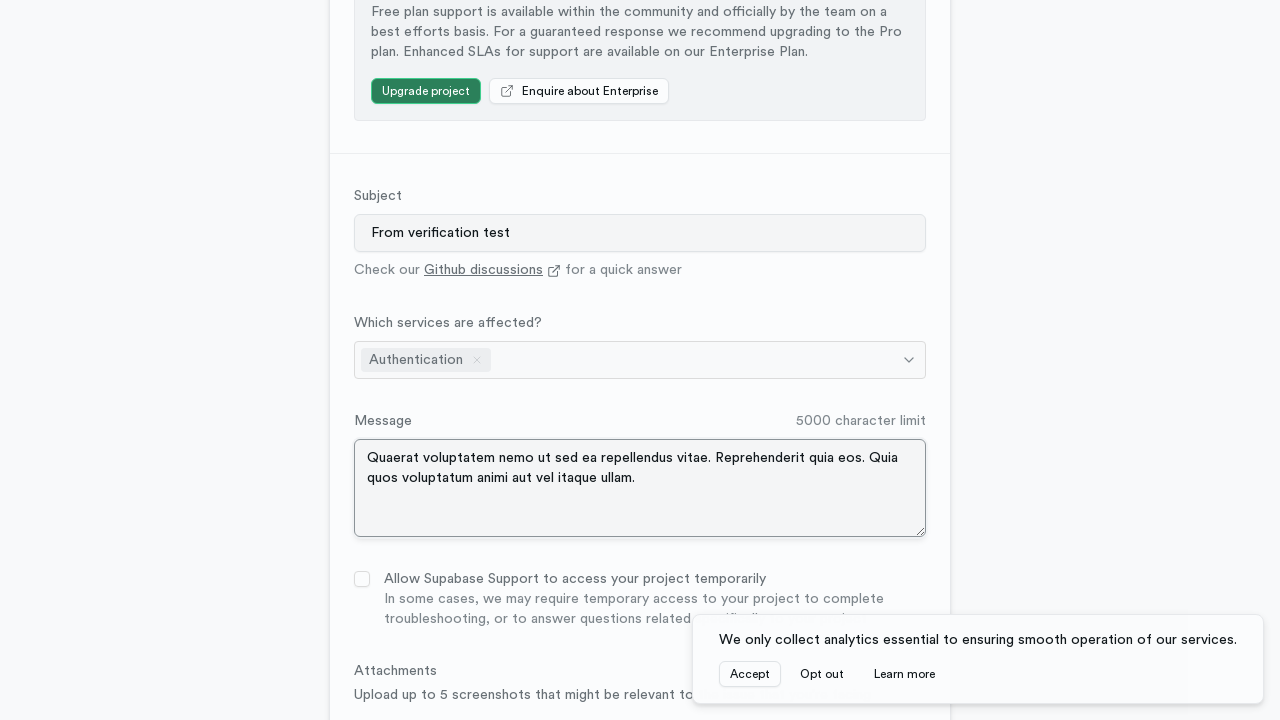 Free plan support is available within the community and officially by the team on a
best efforts basis. For a guaranteed response we recommend upgrading to the Pro
plan. Enhanced SLAs for support are available on our Enterprise Plan.
Upgrade project
Enquire about Enterprise
Subject
From verification test
Check our Github discussions for a quick answer
Which services are affected?
Authentication
Message
5000 character limit
Quaerat voluptatem nemo ut sed ea repellendus vitae. Reprehenderit quia eos. Quia
quos voluptatum animi aut vel itaque ullam.
Allow Supabase Support to access your project temporarily
In some cases, we may require temporary access to your project to complete
troubleshooting, or to answer questions related
Attachments
Upload up to 5 screenshots that might be relevant to
We only collect analytics essential to ensuring smooth operation of our services.
Accept
Opt out
Learn more